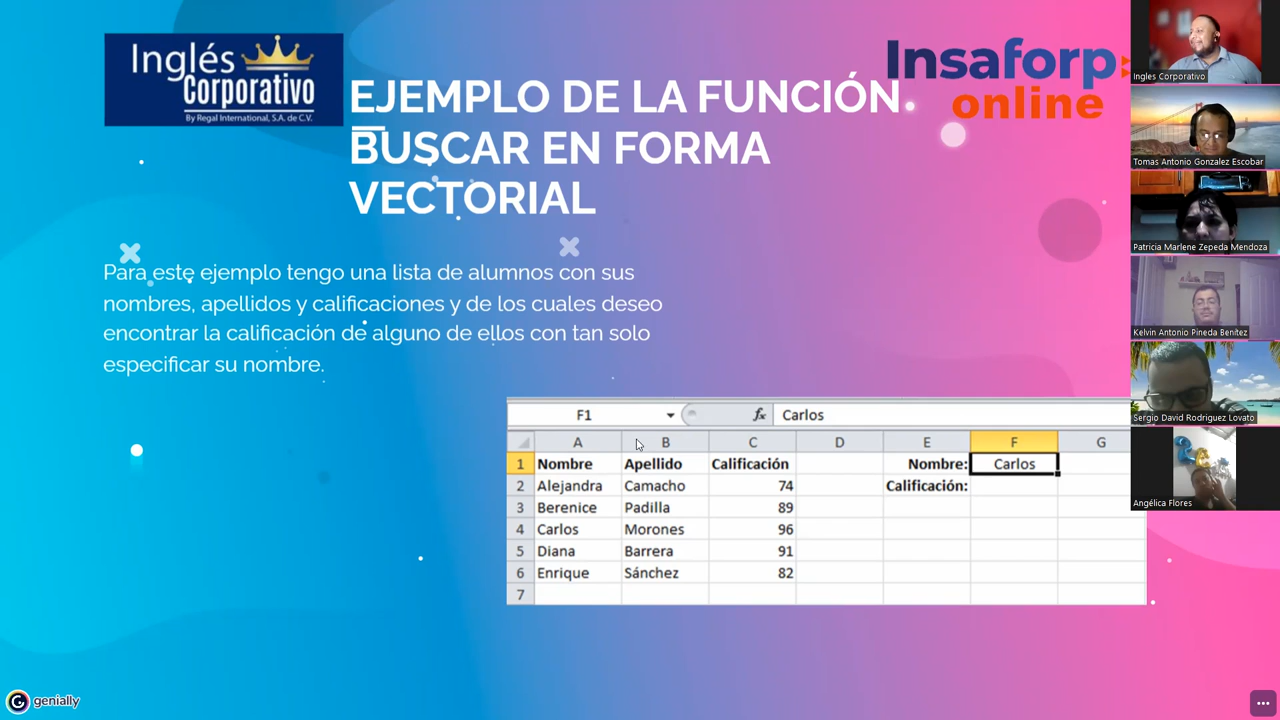 Inglés
Corporativo
By Regal International, S.A. de C.V.
EJEMPLO DE LA FUNCIÓN
BUSCAR EN FORMA
VECTORIAL
Insaforp
online
Para este ejemplo tengo una lista de alumnos con sus
nombres, apellidos y calificaciones y de los cuales deseo
encontrar la calificación de alguno de ellos con tan solo
especificar su nombre.
F1 fx Carlos
A B C D E F G
1 Nombre Apellido Calificación Nombre: Carlos
2 Alejandra Camacho 74 Calificación:
3 Berenice Padilla 89
4 Carlos Morones 96
5 Diana Barrera 91
6 Enrique Sánchez 82
7
Ingles Corporativo
Tomas Antonio Gonzalez Escobar
Patricia Marlene Zepeda Mendoza
Kelvin Antonio Pineda Benítez
Sergio David Rodriguez Lovato
Angélica Flores
genially